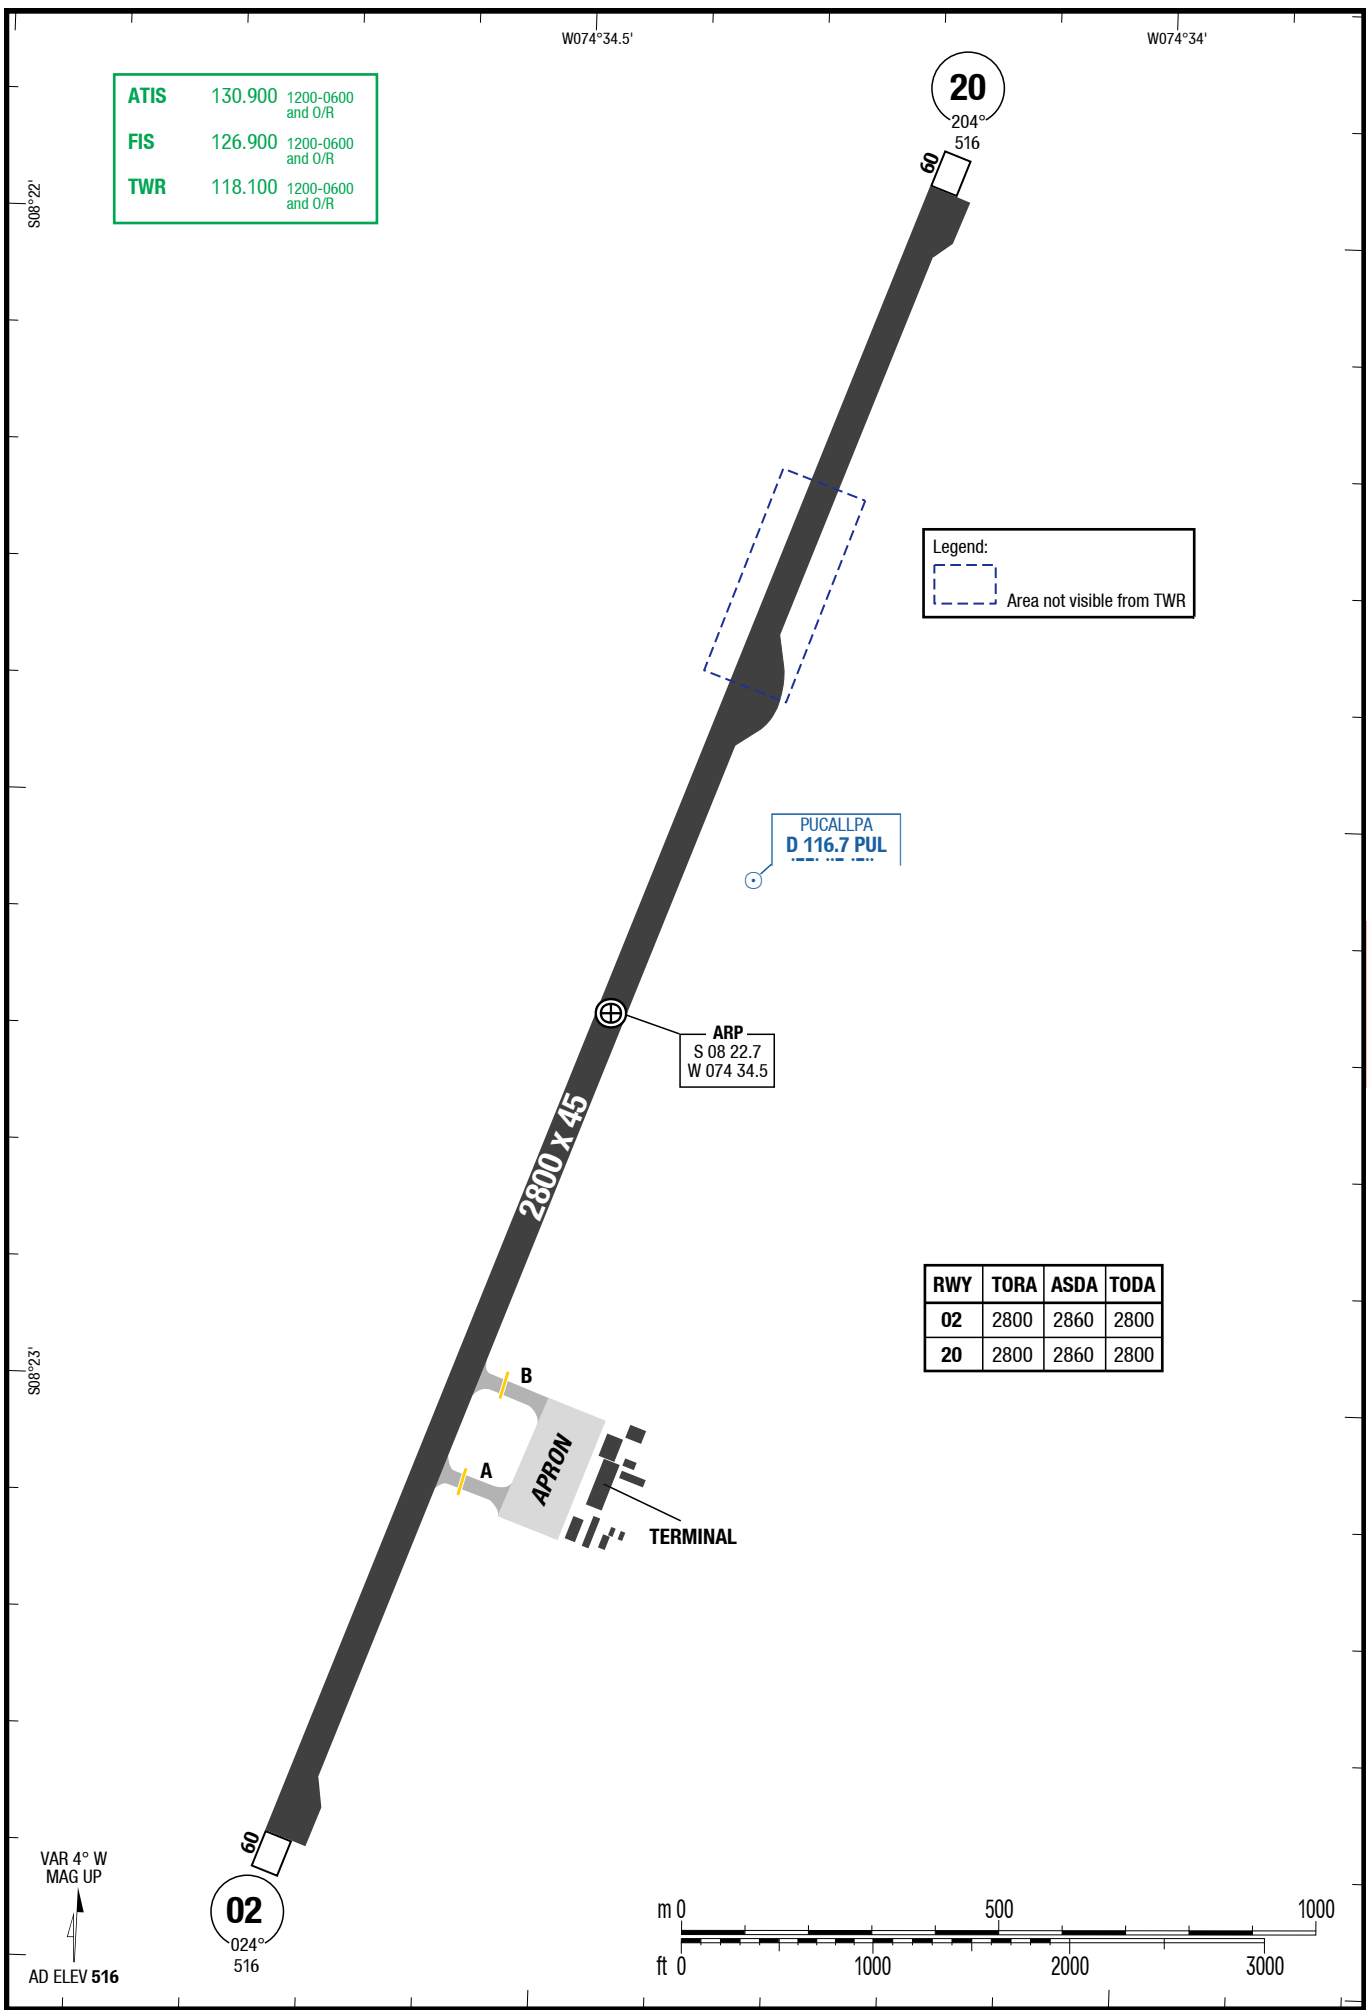 W074°34.5'
W074°34'
S08°22'
S08°23'
ATIS 130.900 1200-0600
and O/R
FIS 126.900 1200-0600
and O/R
TWR 118.100 1200-0600
and O/R
20
204°
516
60
Legend:
Area not visible from TWR
PUCALLPA
D 116.7 PUL
ARP
S 08 22.7
W 074 34.5
2800 x 45
RWY TORA ASDA TODA
02 2800 2860 2800
20 2800 2860 2800
B
A
APRON
TERMINAL
60
02
024°
516
VAR 4° W
MAG UP
AD ELEV 516
m 0 500 1000
ft 0 1000 2000 3000